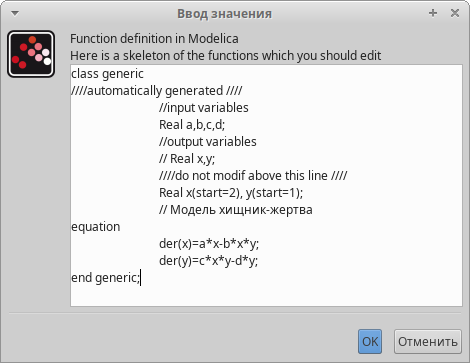 Ввод значения
Function definition in Modelica
Here is a skeleton of the functions which you should edit
class generic
////automatically generated ////
//input variables
Real a,b,c,d;
//output variables
// Real x,y;
////do not modif above this line ////
Real x(start=2), y(start=1);
// Модель хищник-жертва
equation
der(x)=a*x-b*x*y;
der(y)=c*x*y-d*y;
end generic;
OK
Отменить